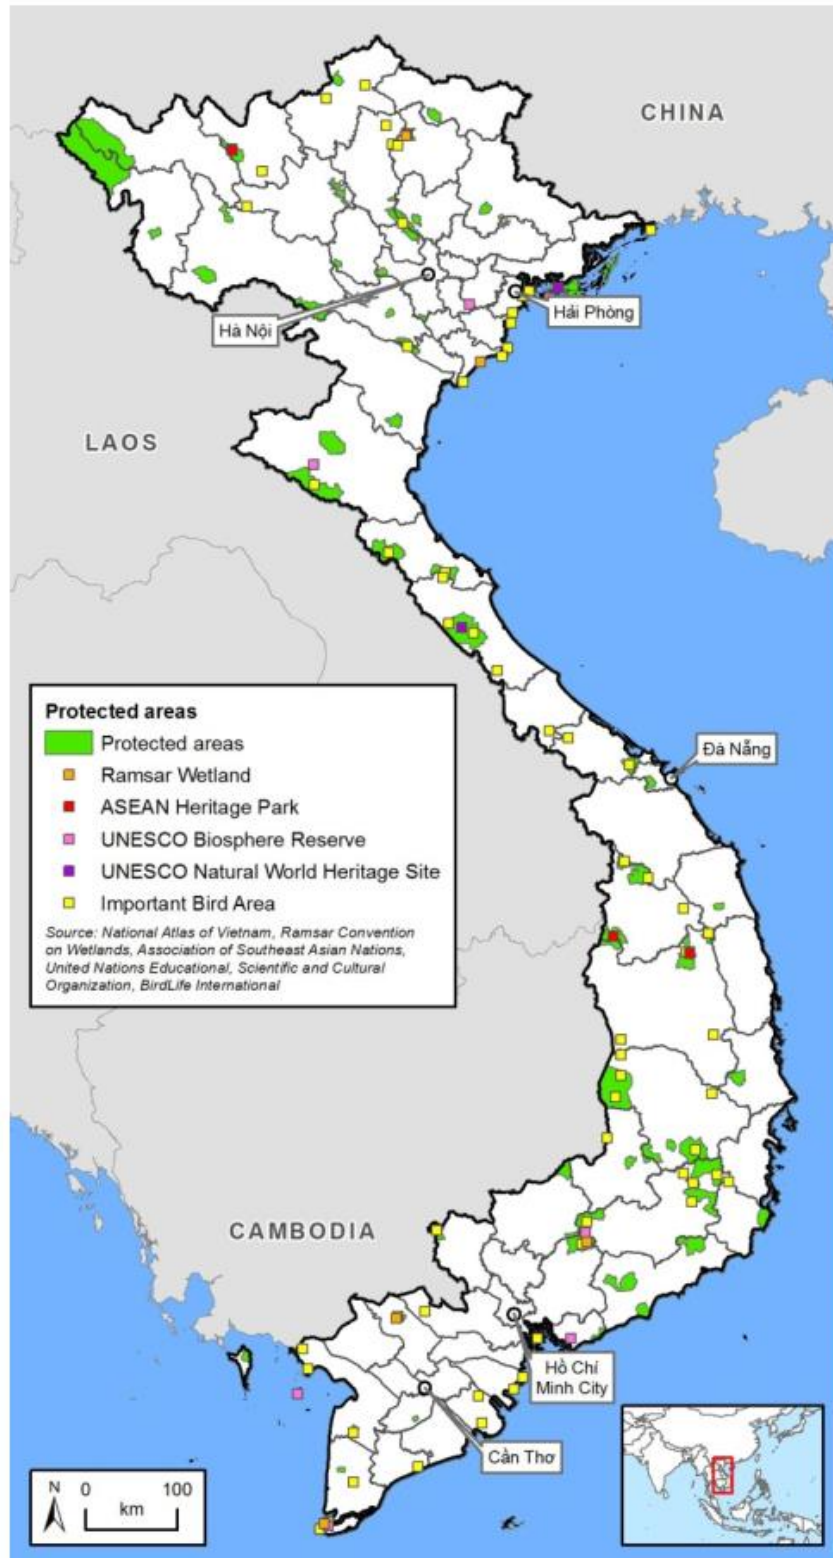 CHINA
Hà Nội
Hải Phòng
LAOS
Protected areas
Protected areas
Ramsar Wetland
ASEAN Heritage Park
UNESCO Biosphere Reserve
UNESCO Natural World Heritage Site
Important Bird Area
Source: National Atlas of Vietnam, Ramsar Convention
on Wetlands, Association of Southeast Asian Nations,
United Nations Educational, Scientific and Cultural
Organization, BirdLife International
Đà Nẵng
CAMBODIA
Hồ Chí
Minh City
Cần Thơ
N 0 100
km